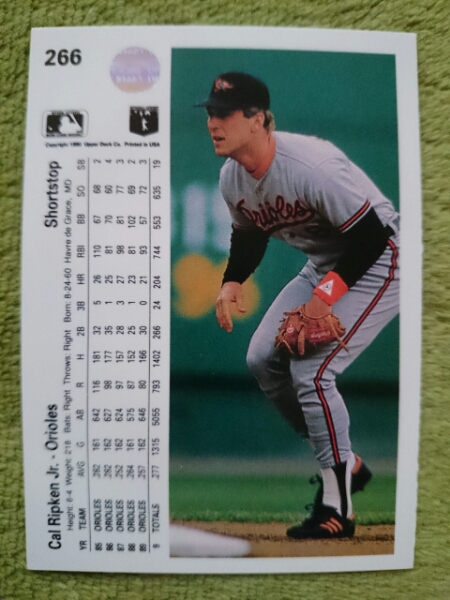 266
Copyright 1990 Upper Deck Co. Printed in USA
Cal Ripken Jr. - Orioles Shortstop
Height: 6-4 Weight: 218 Bats: Right Throws: Right Born: 8-24-60 Havre de Grace, MD
YR TEAM AVG G AB R H 2B 3B HR RBI BB SO SB
85 ORIOLES .282 161 642 116 181 32 5 26 110 67 68 2
86 ORIOLES .282 162 627 98 177 35 1 25 81 70 60 4
87 ORIOLES .252 162 624 97 157 28 3 27 98 81 77 3
88 ORIOLES .264 161 575 87 152 25 1 23 81 102 69 2
89 ORIOLES .257 162 646 80 166 30 0 21 93 57 72 3
9 TOTALS .277 1315 5055 793 1402 266 24 204 744 553 635 19
Orioles